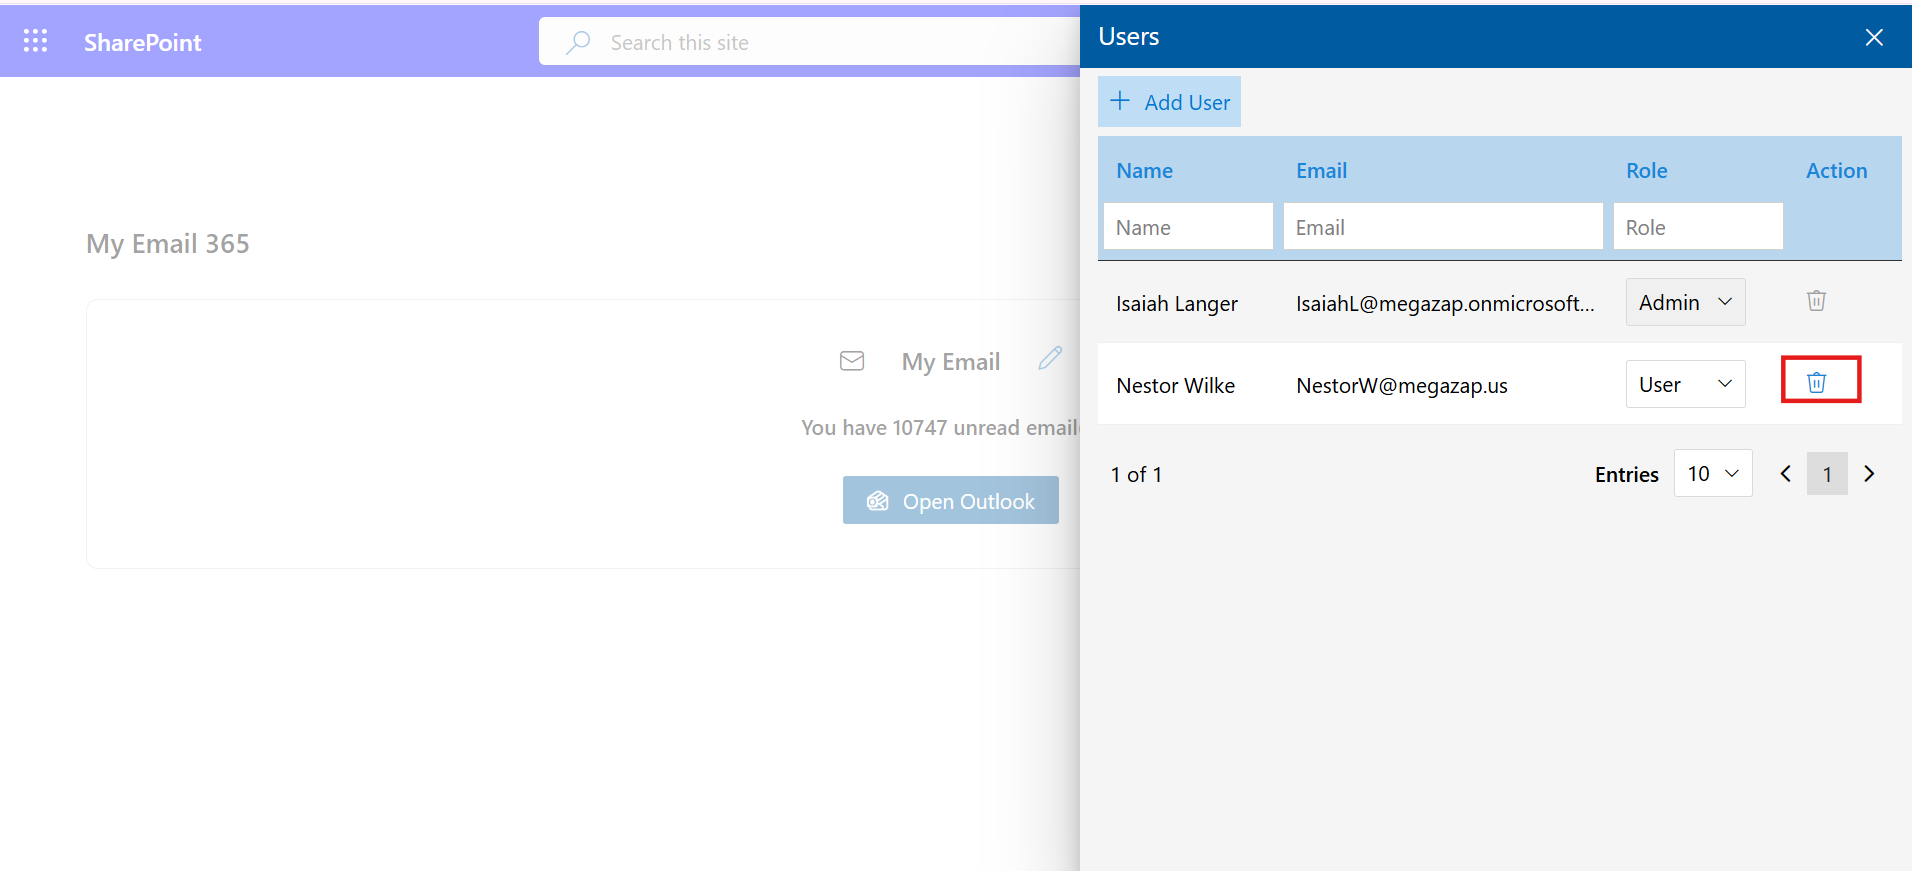 SharePoint
Search this site
My Email 365
My Email
You have 10747 unread email
Open Outlook
Users
Add User
Name Email Role Action
Name Email Role
Isaiah Langer IsaiahL@megazap.onmicrosoft... Admin
Nestor Wilke NestorW@megazap.us User
1 of 1 Entries 10 1